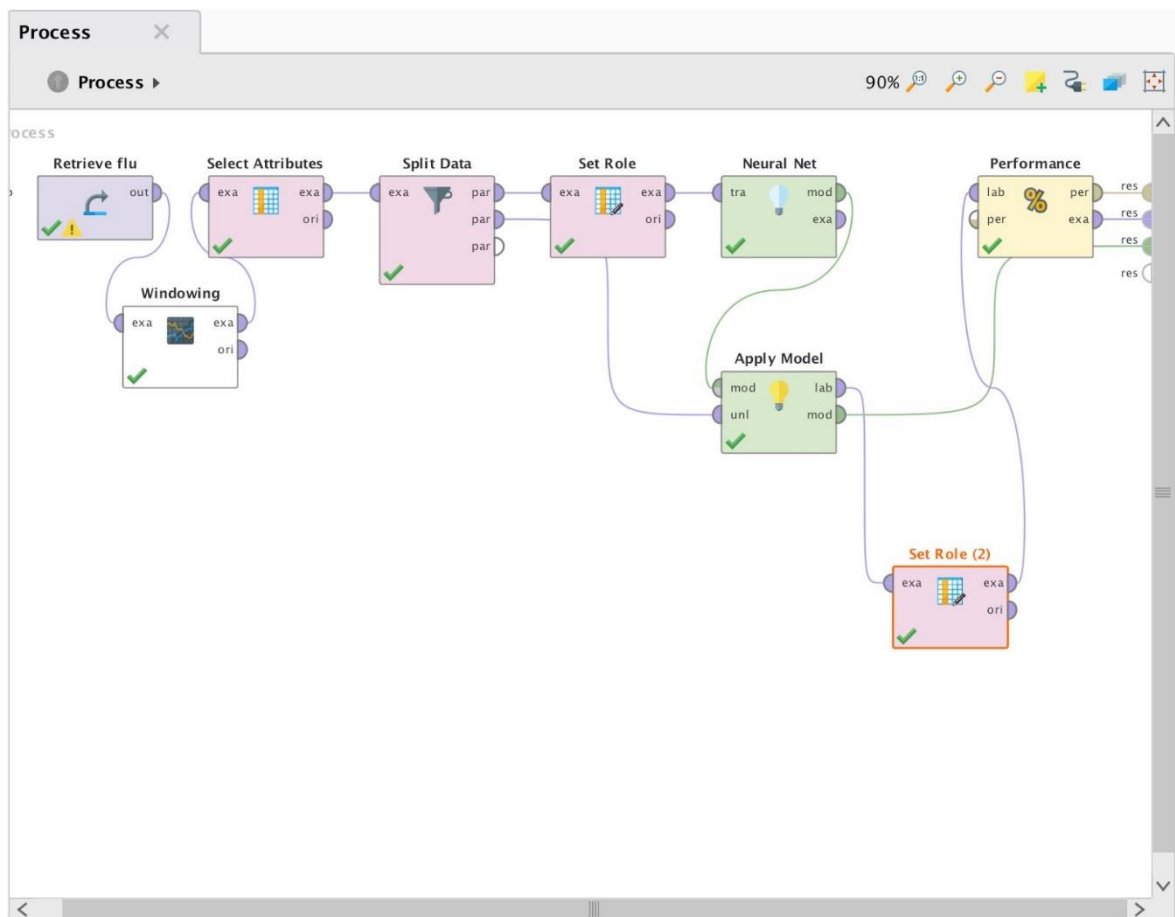 Process
Process
90%
rocess
Retrieve flu
out
Select Attributes
exa exa
ori
Split Data
exa par
par
par
Set Role
exa exa
ori
Neural Net
tra mod
exa
Performance
lab per
per exa
res
res
res
res
Windowing
exa exa
ori
Apply Model
mod lab
unl mod
Set Role (2)
exa exa
ori